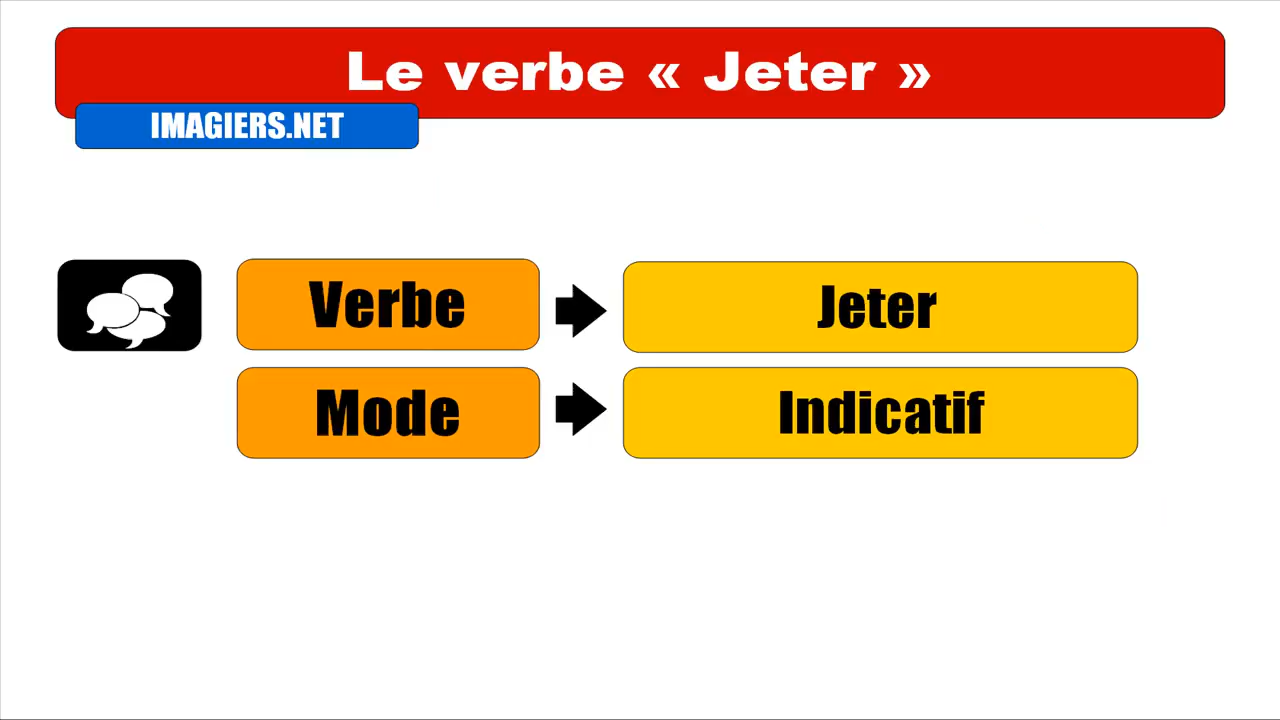 Le verbe « Jeter »
IMAGIERS.NET
Verbe Jeter
Mode Indicatif